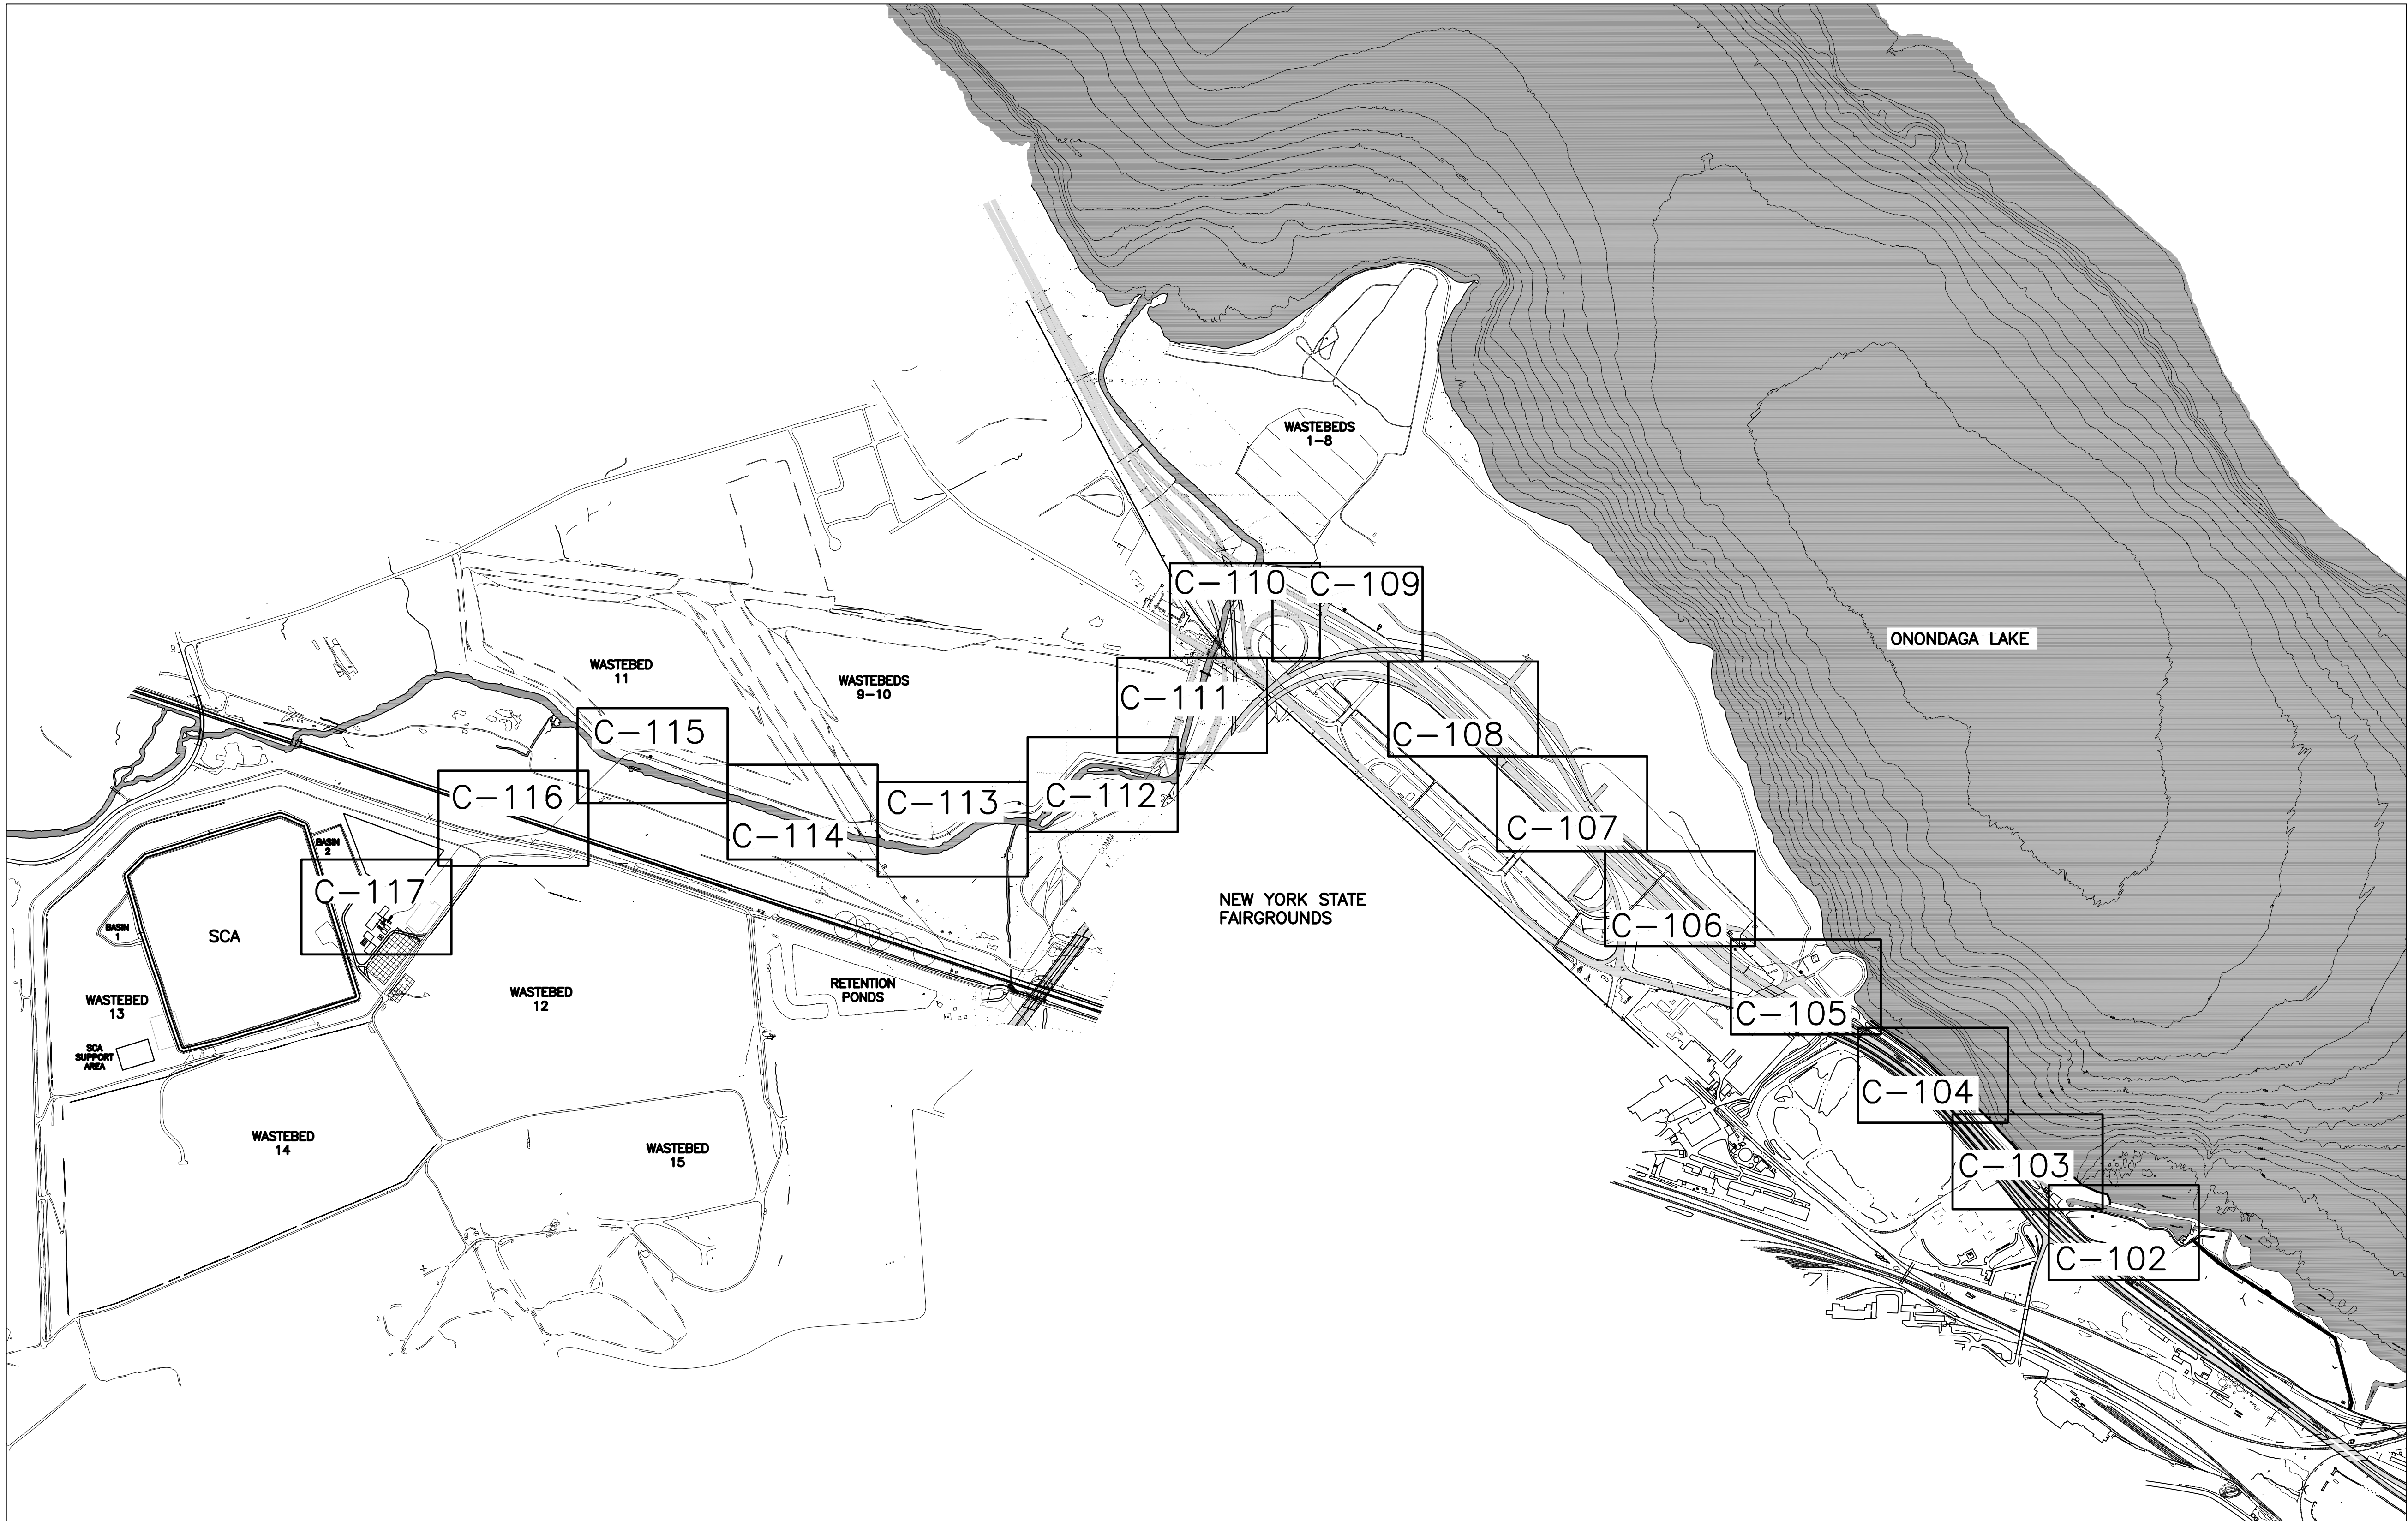 WASTEBEDS
1-8
C-110
C-109
ONONDAGA LAKE
WASTEBED
11
WASTEBEDS
9-10
C-111
C-115
C-108
C-116
C-113
C-112
C-114
C-107
COMM
BASIN
2
C-117
NEW YORK STATE
FAIRGROUNDS
C-106
BASIN
1
SCA
RETENTION
PONDS
WASTEBED
13
WASTEBED
12
C-105
SCA
SUPPORT
AREA
C-104
WASTEBED
14
WASTEBED
15
C-103
C-102